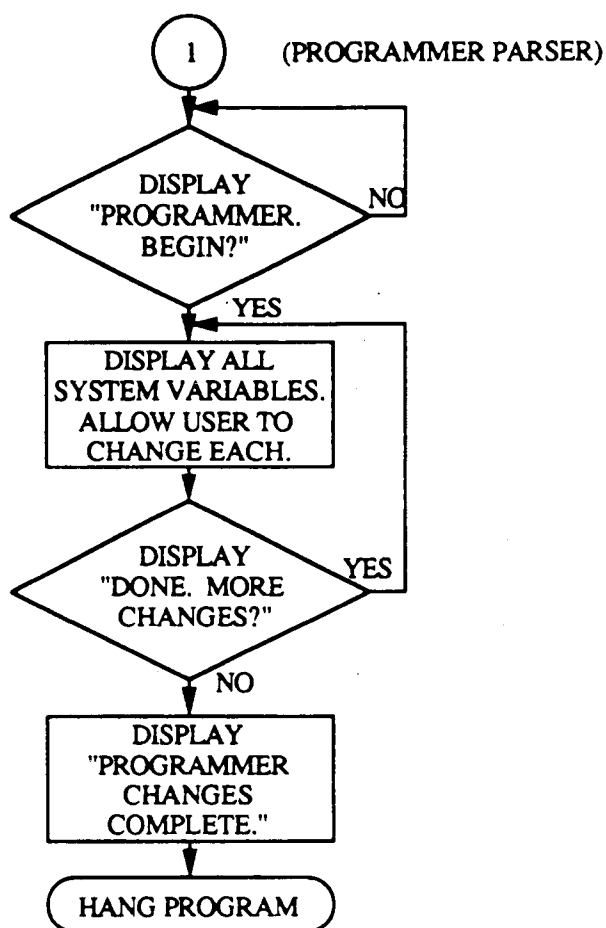 1 (PROGRAMMER PARSER)
DISPLAY
"PROGRAMMER.
BEGIN?"
NO
YES
DISPLAY ALL
SYSTEM VARIABLES.
ALLOW USER TO
CHANGE EACH.
DISPLAY
"DONE. MORE
CHANGES?"
YES
NO
DISPLAY
"PROGRAMMER
CHANGES
COMPLETE."
HANG PROGRAM